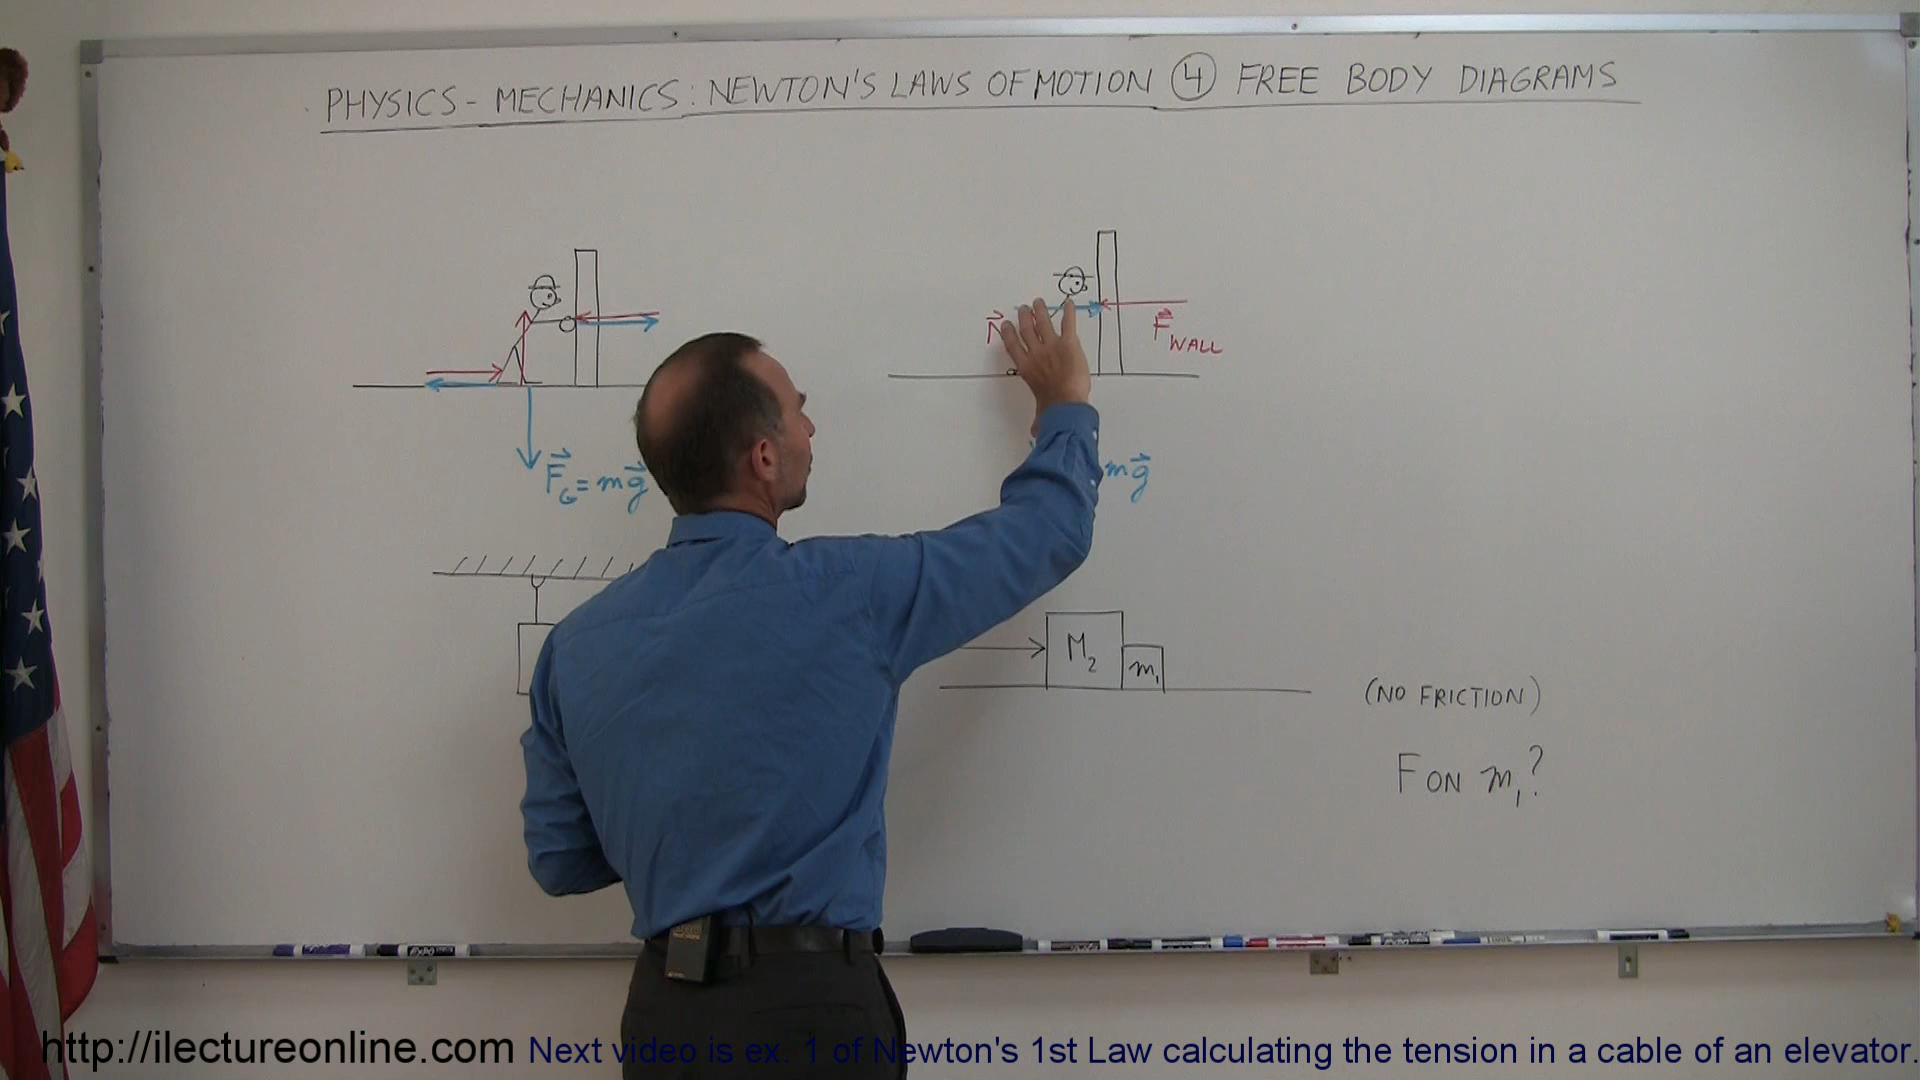 PHYSICS - MECHANICS: NEWTON'S LAWS OF MOTION ④ FREE BODY DIAGRAMS
N
F WALL
F G = mg
mg
M2
m1
(NO FRICTION)
F ON m1?
http://ilectureonline.com Next video is ex. 1 of Newton's 1st Law calculating the tension in a cable of an elevator.